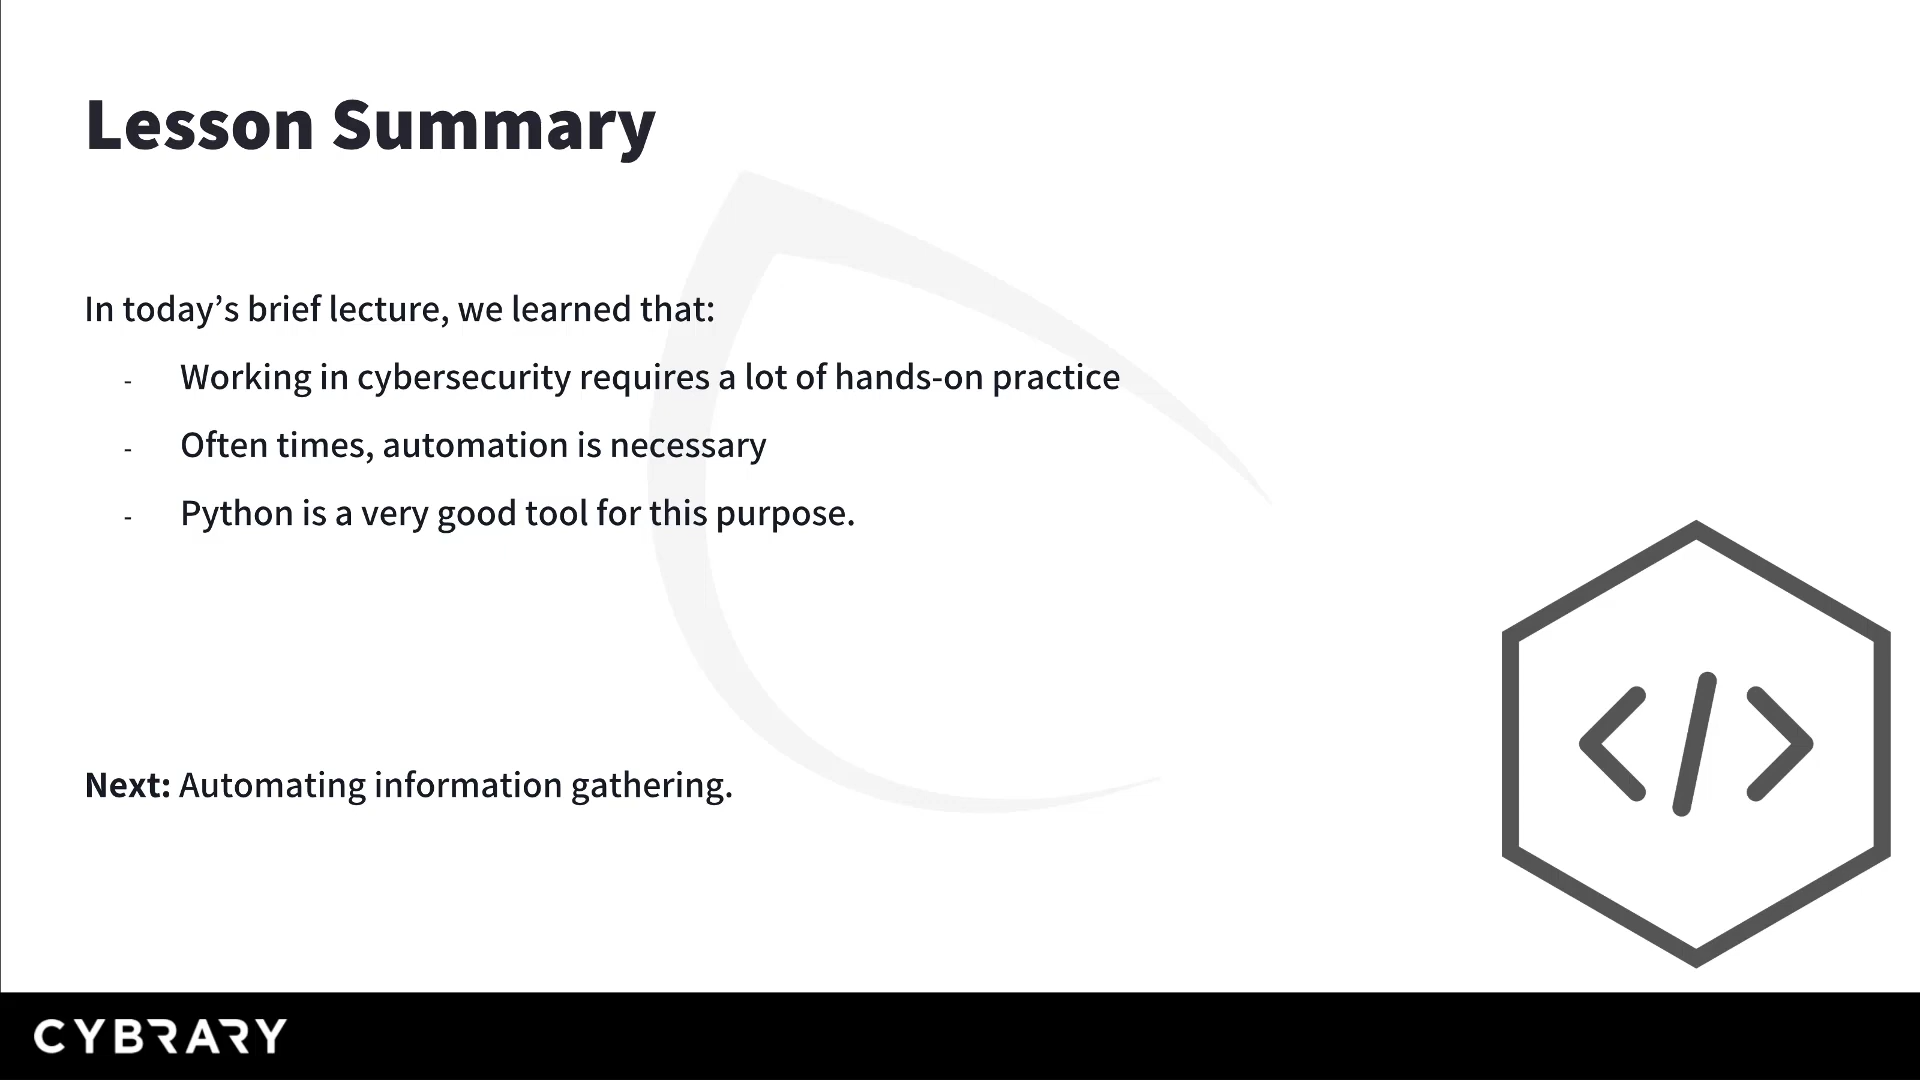 Lesson Summary
In today’s brief lecture, we learned that:
- Working in cybersecurity requires a lot of hands-on practice
- Often times, automation is necessary
- Python is a very good tool for this purpose.
Next: Automating information gathering.
</>
CYBRARY